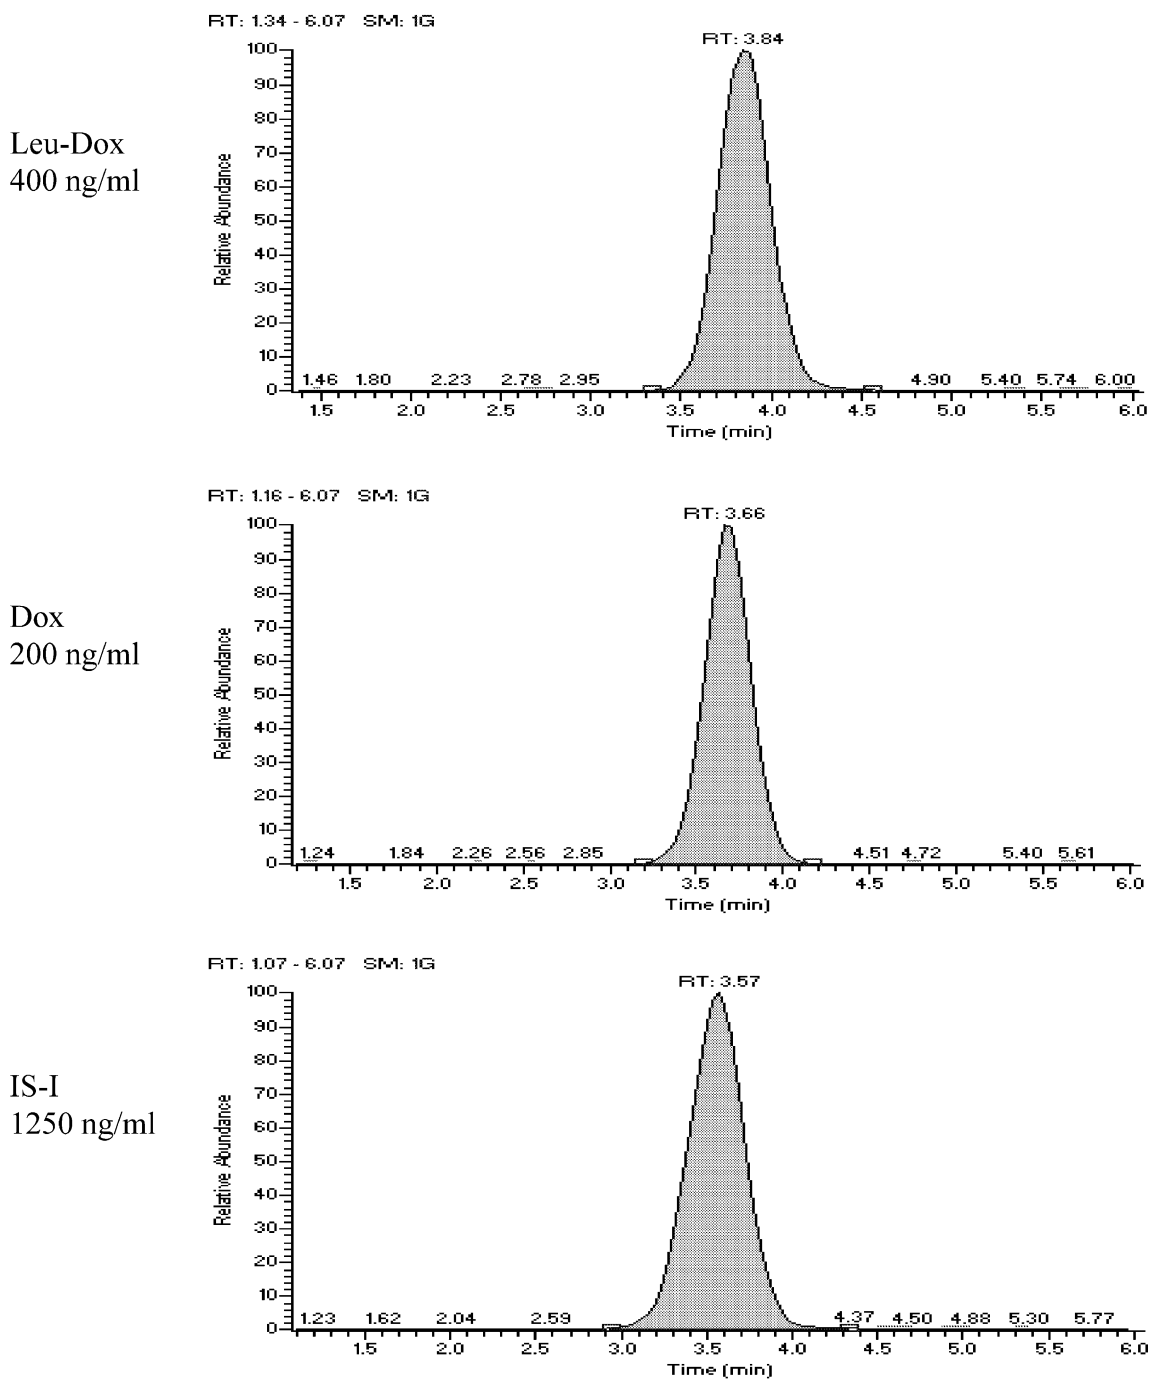 RT: 1.34 - 6.07 SM: 1G
RT: 3.84
Leu-Dox
400 ng/ml
Relative Abundance
100
90
80
70
60
50
40
30
20
10
0
1.46 1.80 2.23 2.78 2.95 4.90 5.40 5.74 6.00
1.5 2.0 2.5 3.0 3.5 4.0 4.5 5.0 5.5 6.0
Time (min)
RT: 1.16 - 6.07 SM: 1G
RT: 3.66
Dox
200 ng/ml
Relative Abundance
100
90
80
70
60
50
40
30
20
10
0
1.24 1.84 2.26 2.56 2.85 4.51 4.72 5.40 5.61
1.5 2.0 2.5 3.0 3.5 4.0 4.5 5.0 5.5 6.0
Time (min)
RT: 1.07 - 6.07 SM: 1G
RT: 3.57
IS-I
1250 ng/ml
Relative Abundance
100
90
80
70
60
50
40
30
20
10
0
1.23 1.62 2.04 2.59 4.37 4.50 4.88 5.30 5.77
1.5 2.0 2.5 3.0 3.5 4.0 4.5 5.0 5.5 6.0
Time (min)